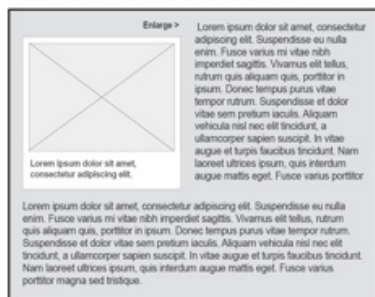 Enlarge >
Lorem ipsum dolor sit amet,
consectetur adipiscing elit.
Lorem ipsum dolor sit amet, consectetur
adipiscing elit. Suspendisse eu nulla
enim. Fusce varius mi vitae nibh
imperdiet sagittis. Vivamus elit tellus,
rutrum quis aliquam quis, porttitor in
ipsum. Donec tempus purus vitae
tempor rutrum. Suspendisse et dolor
vitae sem pretium iaculis. Aliquam
vehicula nisl nec elit tincidunt, a
ullamcorper sapien suscipit. In vitae
augue et turpis faucibus tincidunt. Nam
laoreet ultrices ipsum, quis interdum
augue mattis eget. Fusce varius porttitor
Lorem ipsum dolor sit amet, consectetur adipiscing elit. Suspendisse eu nulla
enim. Fusce varius mi vitae nibh imperdiet sagittis. Vivamus elit tellus, rutrum
quis aliquam quis, porttitor in ipsum. Donec tempus purus vitae tempor rutrum.
Suspendisse et dolor vitae sem pretium iaculis. Aliquam vehicula nisl nec elit
tincidunt, a ullamcorper sapien suscipit. In vitae augue et turpis faucibus tincidunt.
Nam laoreet ultrices ipsum, quis interdum augue mattis eget. Fusce varius
porttitor magna sed tristique.